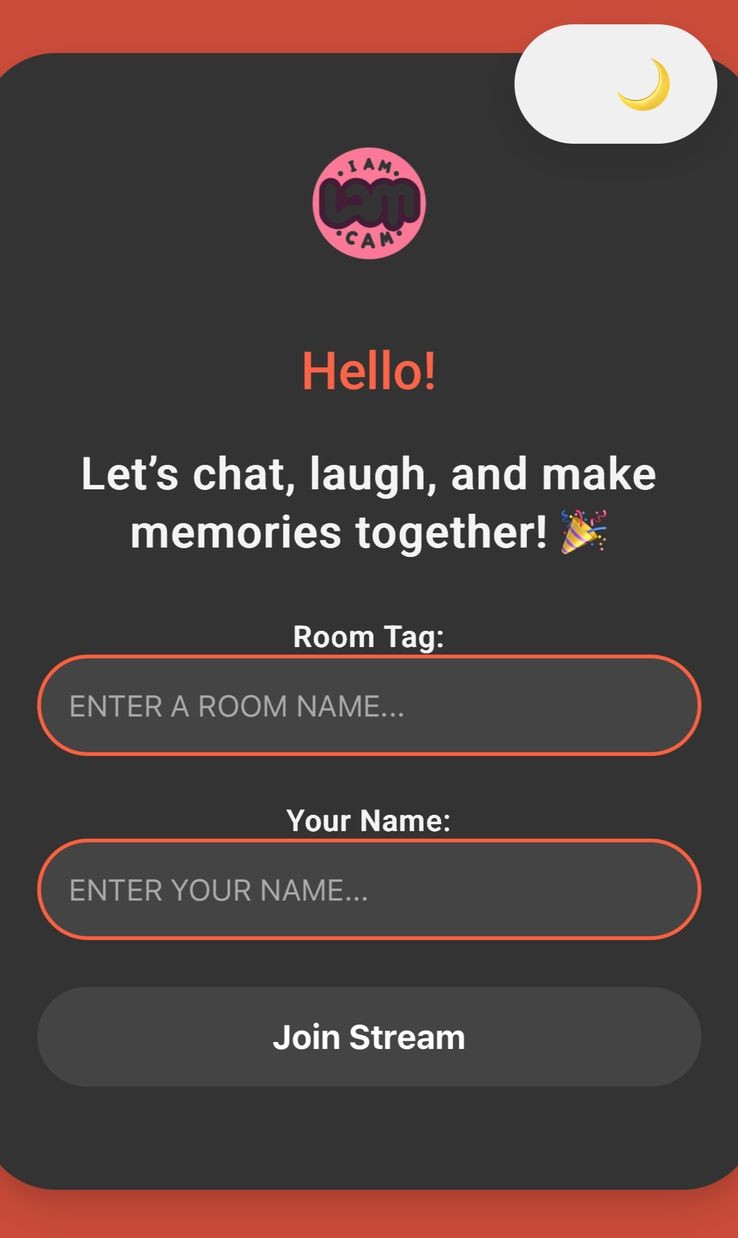 I AM
CAM
Hello!
Let’s chat, laugh, and make
memories together! 🎉
Room Tag:
ENTER A ROOM NAME...
Your Name:
ENTER YOUR NAME...
Join Stream